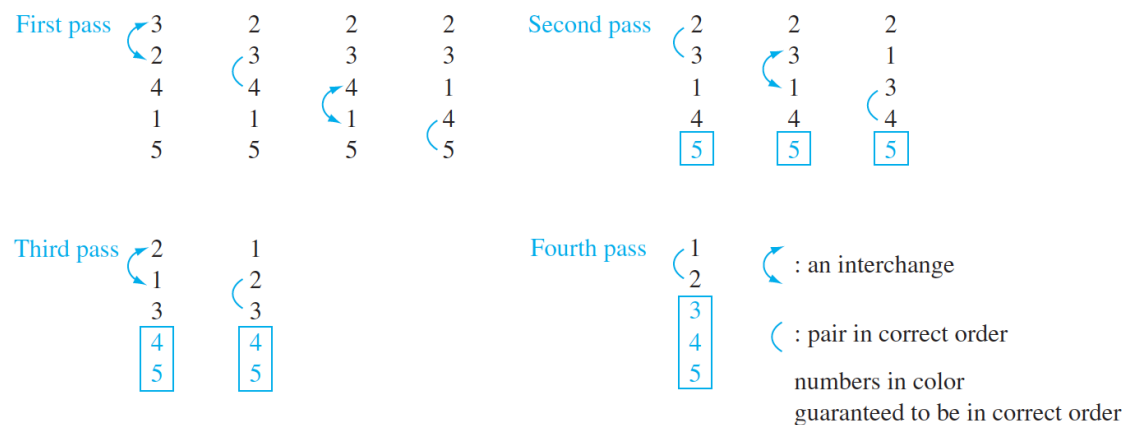 First pass 3 2 2 2
2 3 3 3
4 4 4 1
1 1 1 4
5 5 5 5
Second pass 2 2 2
3 3 1
1 1 3
4 4 4
5 5 5
Third pass 2 1
1 2
3 3
4 4
5 5
Fourth pass 1
2
3
4
5
: an interchange
: pair in correct order
numbers in color
guaranteed to be in correct order